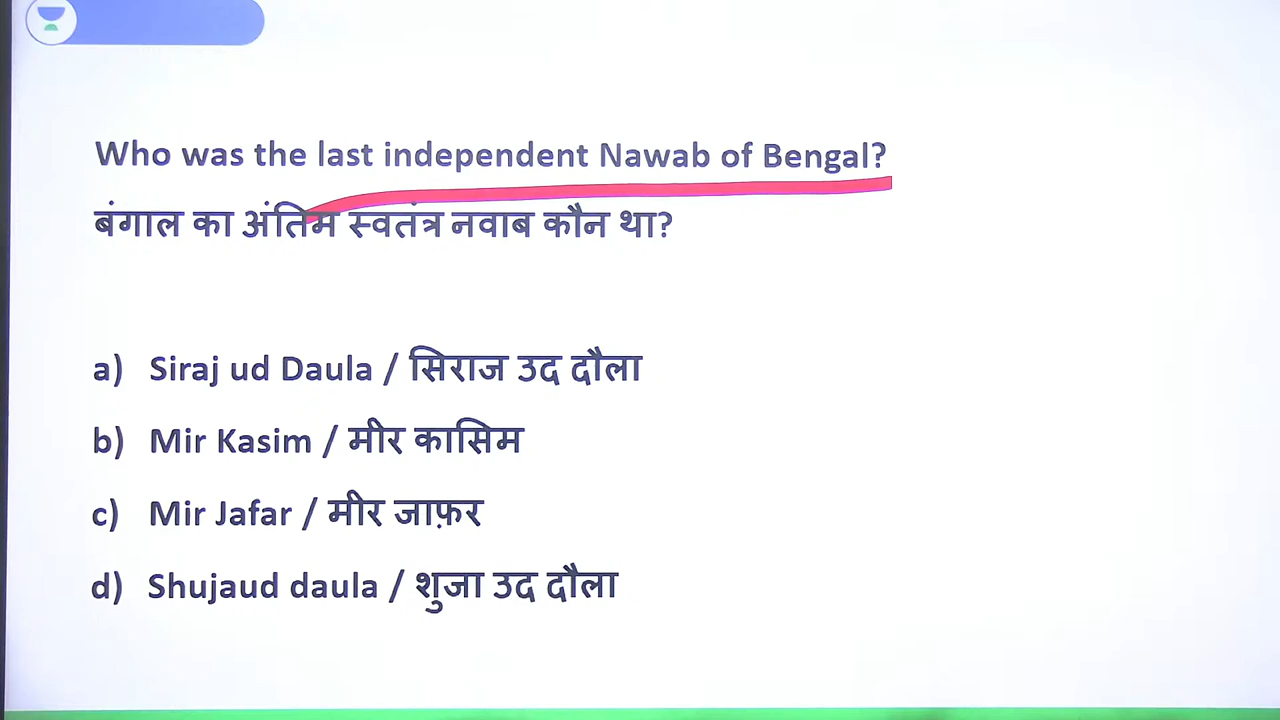 Who was the last independent Nawab of Bengal?
बंगाल का अंतिम स्वतंत्र नवाब कौन था?
a) Siraj ud Daula / सिराज उद दौला
b) Mir Kasim / मीर कासिम
c) Mir Jafar / मीर जाफ़र
d) Shujaud daula / शुजा उद दौला